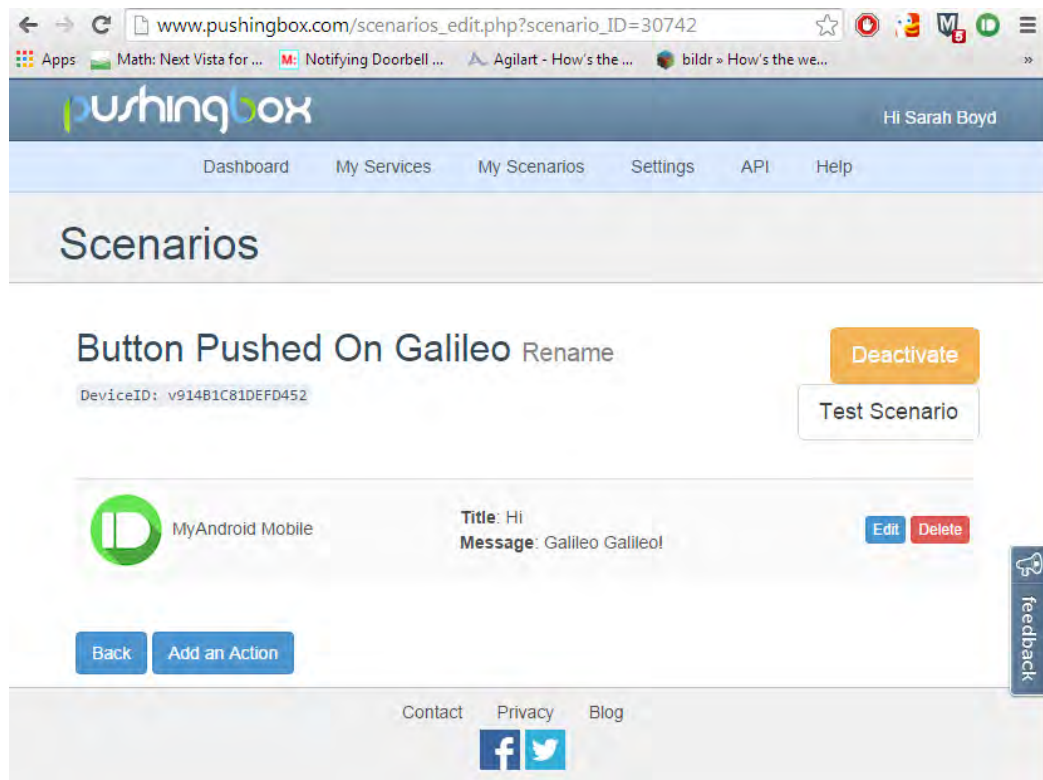 www.pushingbox.com/scenarios_edit.php?scenario_ID=30742
Apps Math: Next Vista for ... M: Notifying Doorbell ... Agilart - How's the ... bildr » How's the we... »
pushingbox
Hi Sarah Boyd
Dashboard My Services My Scenarios Settings API Help
Scenarios
Button Pushed On Galileo Rename
Deactivate
DeviceID: v914B1C81DEFD452
Test Scenario
MyAndroid Mobile
Title: Hi
Message: Galileo Galileo!
Edit Delete
feedback
Back Add an Action
Contact Privacy Blog